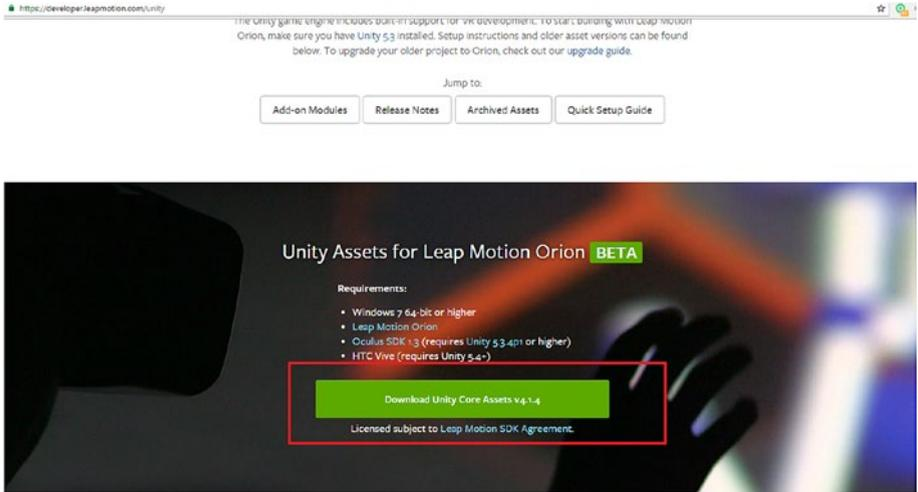 https://developer.leapmotion.com/unity
The Unity game engine includes built-in support for VR development. To start building with Leap Motion
Orion, make sure you have Unity 5.3 installed. Setup instructions and older asset versions can be found
below. To upgrade your older project to Orion, check out our upgrade guide.
Jump to:
Add-on Modules Release Notes Archived Assets Quick Setup Guide
Unity Assets for Leap Motion Orion BETA
Requirements:
• Windows 7 64-bit or higher
• Leap Motion Orion
• Oculus SDK 1.3 (requires Unity 5.3.4p1 or higher)
• HTC Vive (requires Unity 5.4+)
Download Unity Core Assets v4.1.4
Licensed subject to Leap Motion SDK Agreement.